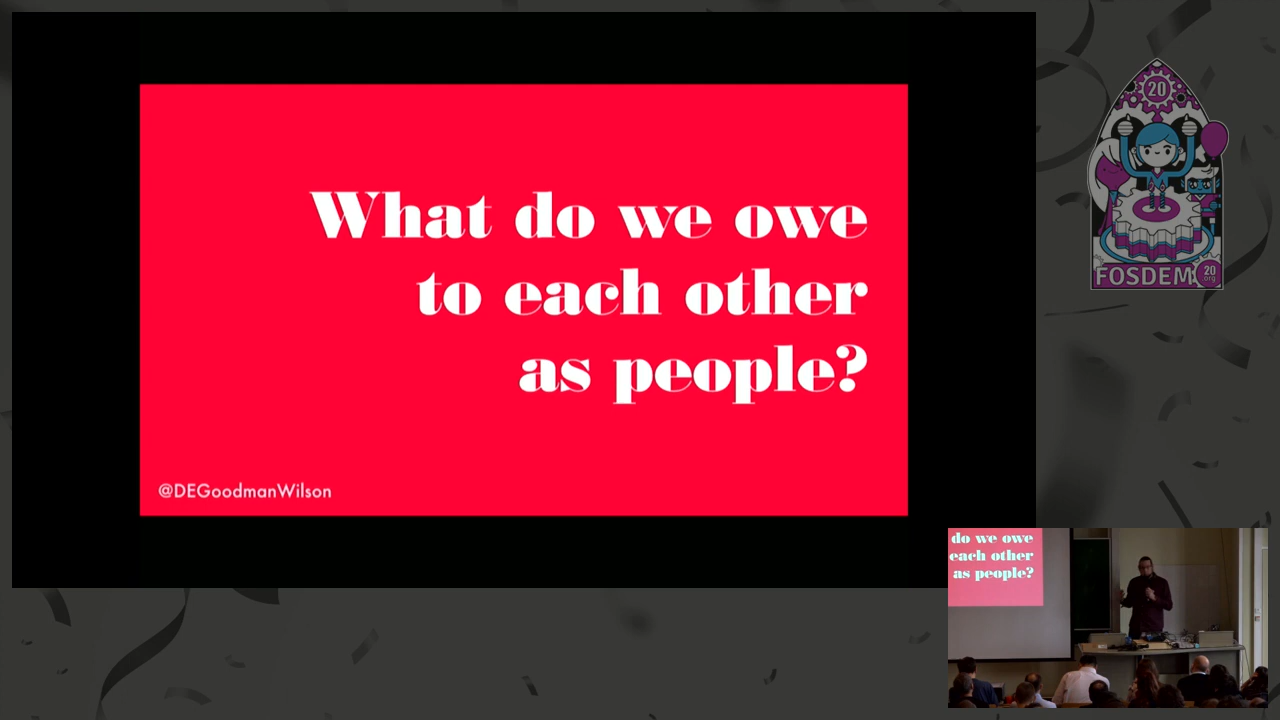 What do we owe
to each other
as people?
@DEGoodmanWilson
20
FOSDEM
20
.org
do we owe
each other
as people?